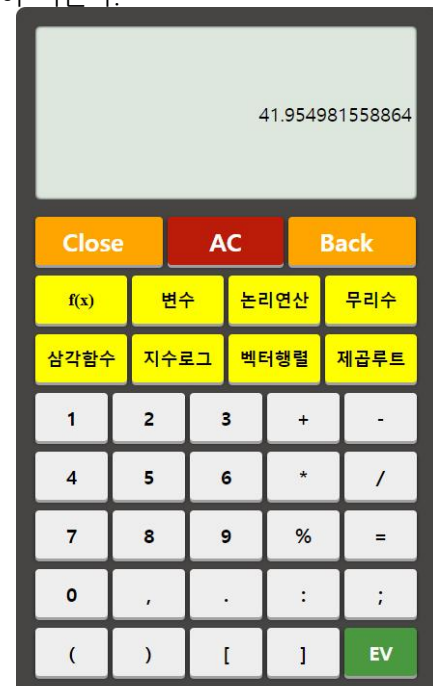 41.954981558864
Close AC Back
f(x) 변수 논리연산 무리수
삼각함수 지수로그 벡터행렬 제곱루트
1 2 3 + -
4 5 6 * /
7 8 9 % =
0 , . : ;
( ) [ ] EV